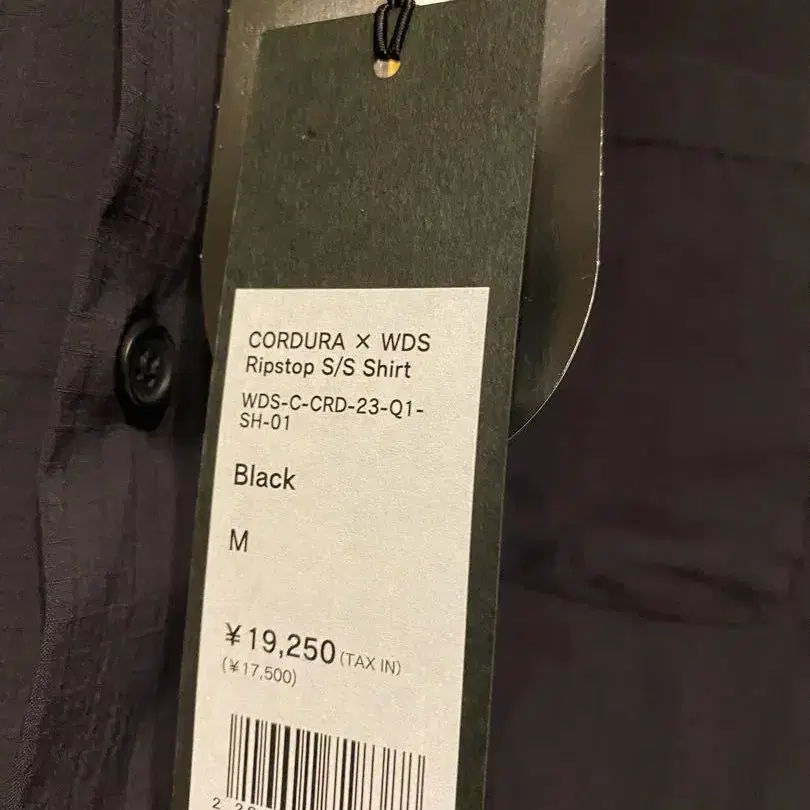 CORDURA × WDS
Ripstop S/S Shirt
WDS-C-CRD-23-Q1-
SH-01
Black
M
¥19,250 (TAX IN)
(¥17,500)